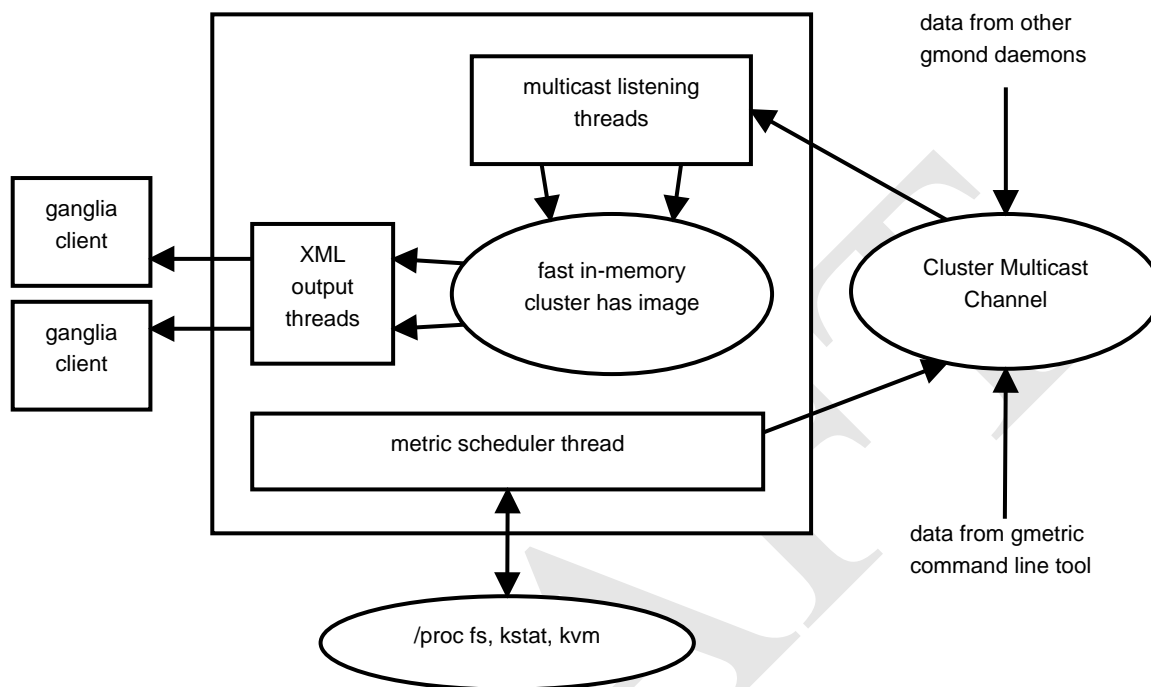 data from other
gmond daemons
multicast listening
threads
ganglia
client
XML
output
threads
fast in-memory
cluster has image
Cluster Multicast
Channel
ganglia
client
metric scheduler thread
data from gmetric
command line tool
/proc fs, kstat, kvm